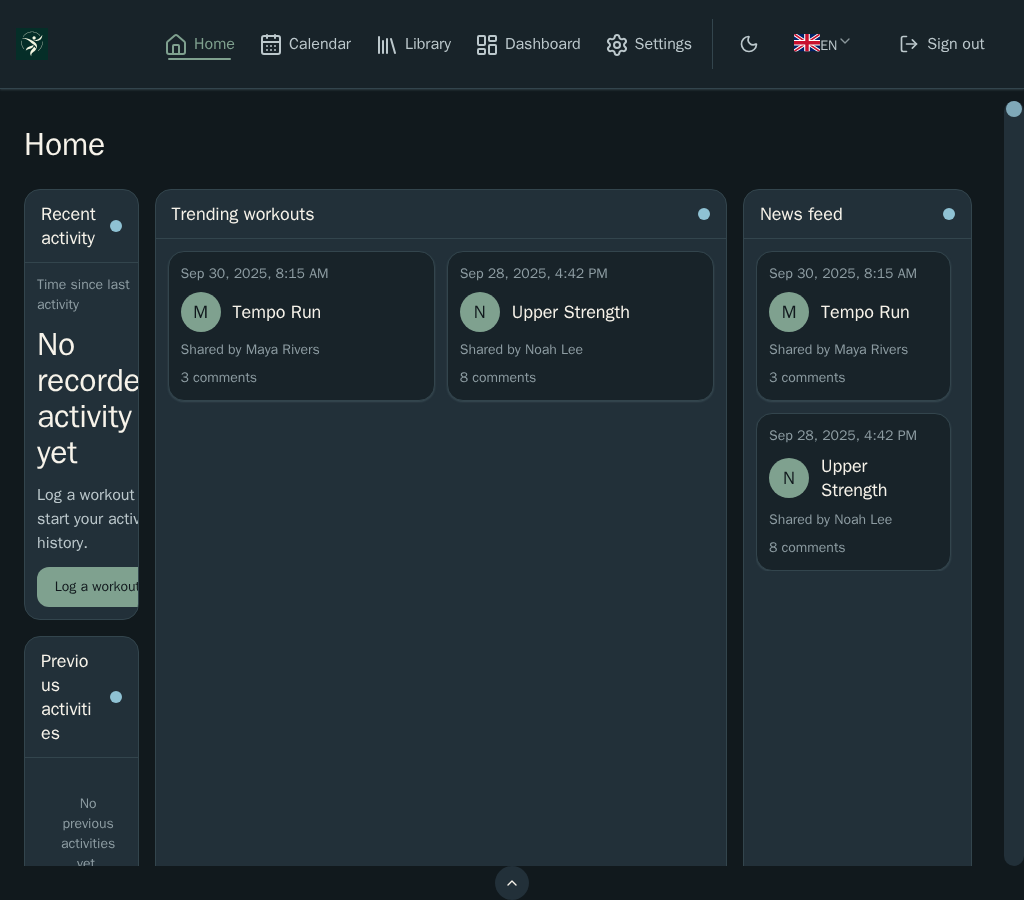 Home
Calendar
Library
Dashboard
Settings
EN
Sign out
Home
Recent
activity
Time since last
activity
No
recorde
activity
yet
Log a workout
start your activ
history.
Log a workout
Previo
us
activiti
es
No
previous
activities
yet
Trending workouts
Sep 30, 2025, 8:15 AM
M
Tempo Run
Shared by Maya Rivers
3 comments
Sep 28, 2025, 4:42 PM
N
Upper Strength
Shared by Noah Lee
8 comments
News feed
Sep 30, 2025, 8:15 AM
M
Tempo Run
Shared by Maya Rivers
3 comments
Sep 28, 2025, 4:42 PM
N
Upper
Strength
Shared by Noah Lee
8 comments